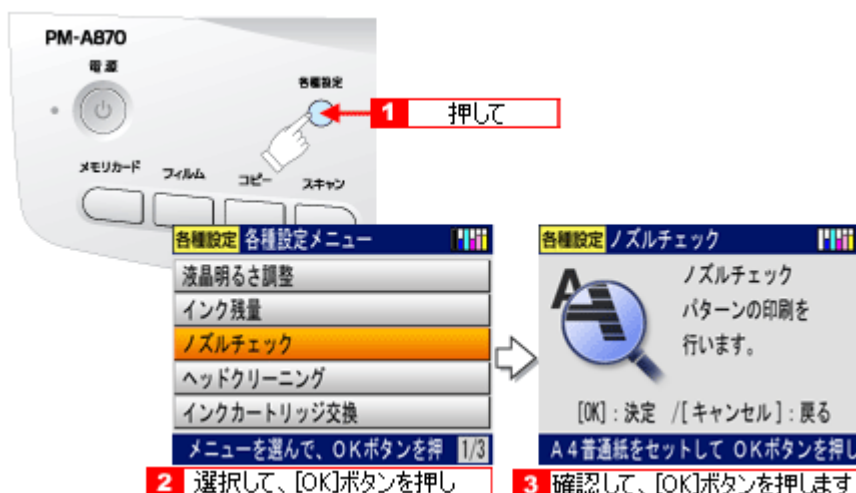 PM-A870
電源
各種設定
1 押して
メモリカード
フィルム
コピー
スキャン
各種設定 各種設定メニュー
液晶明るさ調整
インク残量
ノズルチェック
ヘッドクリーニング
インクカートリッジ交換
メニューを選んで、OKボタンを押 1/3
2 選択して、[OK]ボタンを押し
各種設定 ノズルチェック
A
ノズルチェック
パターンの印刷を
行います。
[OK]:決定 /[キャンセル]:戻る
A4普通紙をセットして OKボタンを押し
3 確認して、[OK]ボタンを押します